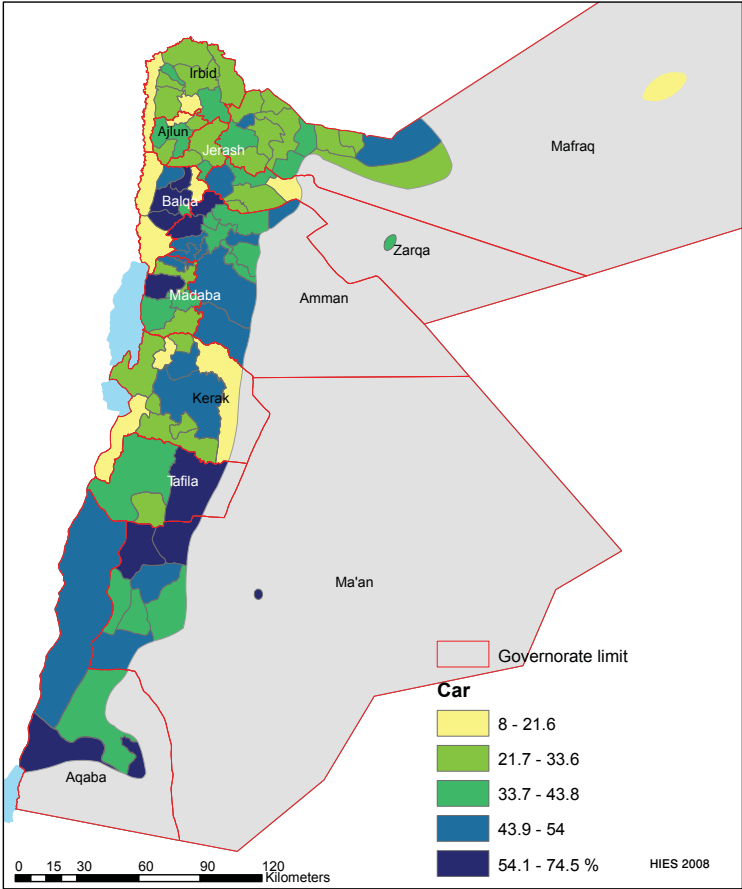 Irbid
Mafraq
Ajlun
Jerash
Balqa
Zarqa
Madaba
Amman
Kerak
Tafila
Ma'an
Governorate limit
Car
8 - 21.6
21.7 - 33.6
33.7 - 43.8
43.9 - 54
54.1 - 74.5 %
Aqaba
HIES 2008
0 15 30 60 90 120
Kilometers